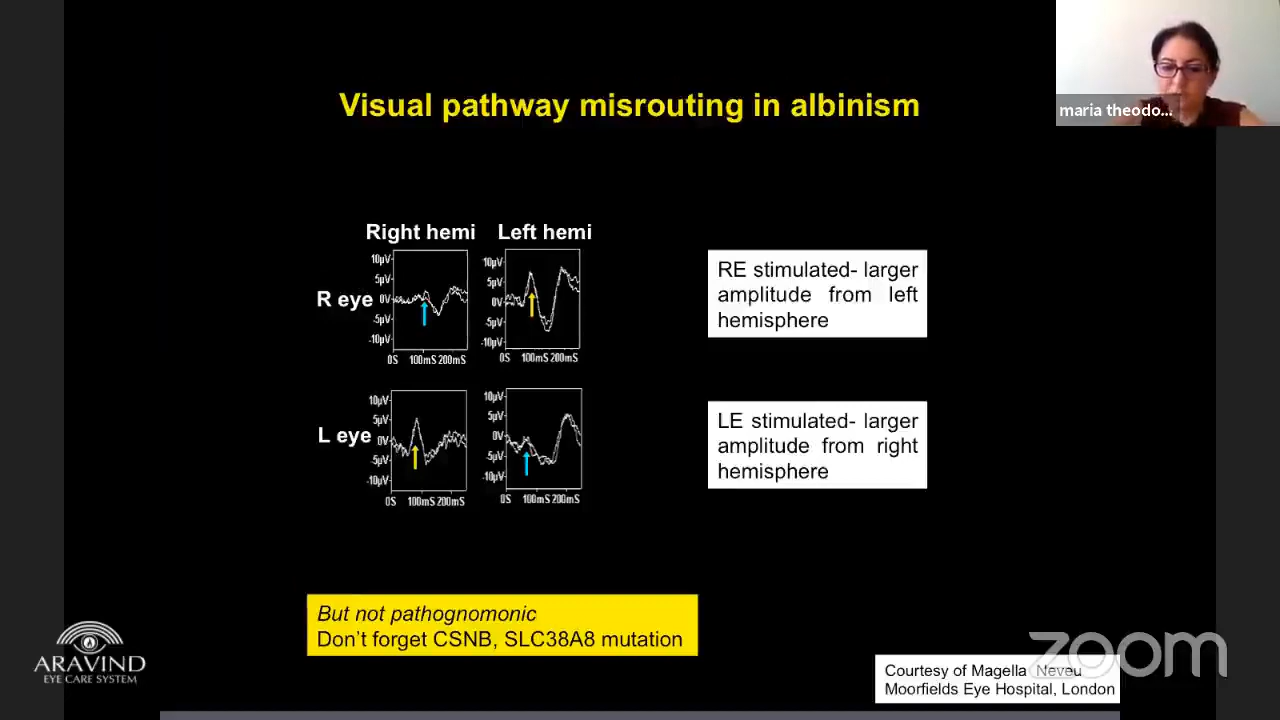 maria theodo...
Visual pathway misrouting in albinism
Right hemi Left hemi
R eye
10µV
5µV
0V
-5µV
-10µV
0S 100mS 200mS
10µV
5µV
0V
-5µV
-10µV
0S 100mS 200mS
RE stimulated- larger
amplitude from left
hemisphere
L eye
10µV
5µV
0V
-5µV
-10µV
0S 100mS 200mS
10µV
5µV
0V
-5µV
-10µV
0S 100mS 200mS
LE stimulated- larger
amplitude from right
hemisphere
But not pathognomonic
Don't forget CSNB, SLC38A8 mutation
ARAVIND
EYE CARE SYSTEM
zoom
Courtesy of Magella Neveu
Moorfields Eye Hospital, London